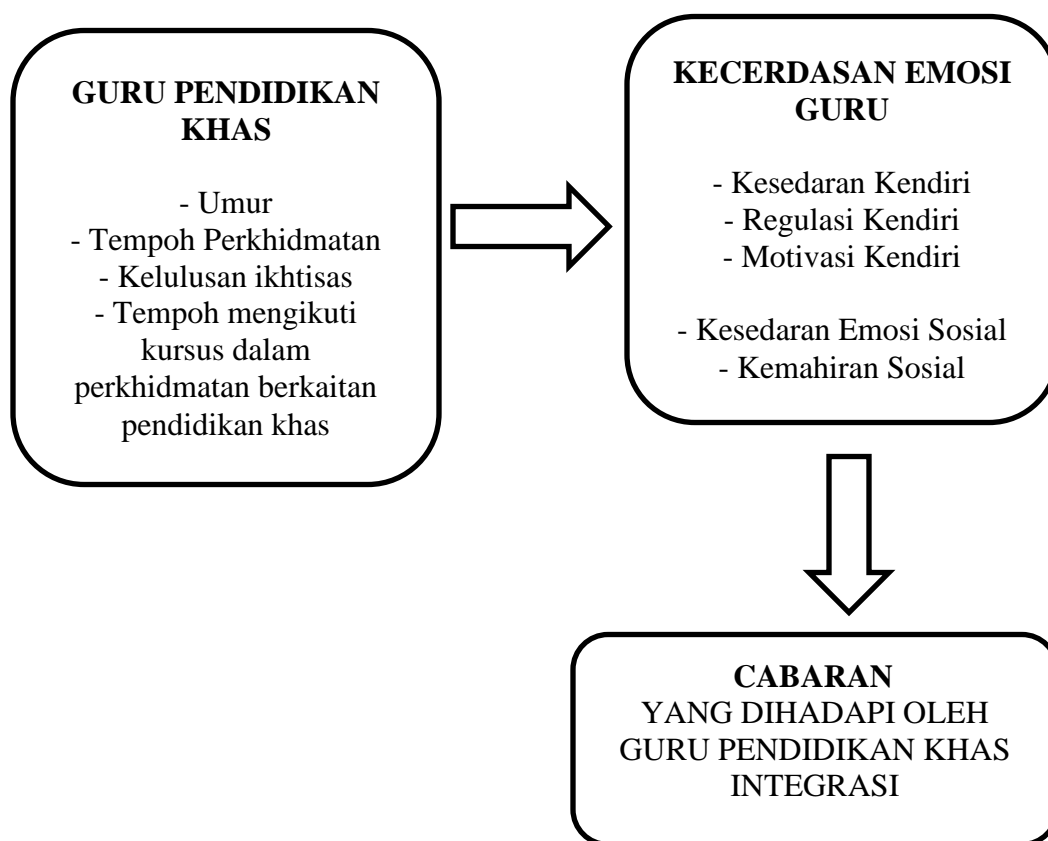 GURU PENDIDIKAN
KHAS
- Umur
- Tempoh Perkhidmatan
- Kelulusan ikhtisas
- Tempoh mengikuti
kursus dalam
perkhidmatan berkaitan
pendidikan khas
KECERDASAN EMOSI
GURU
- Kesedaran Kendiri
- Regulasi Kendiri
- Motivasi Kendiri
- Kesedaran Emosi Sosial
- Kemahiran Sosial
CABARAN
YANG DIHADAPI OLEH
GURU PENDIDIKAN KHAS
INTEGRASI